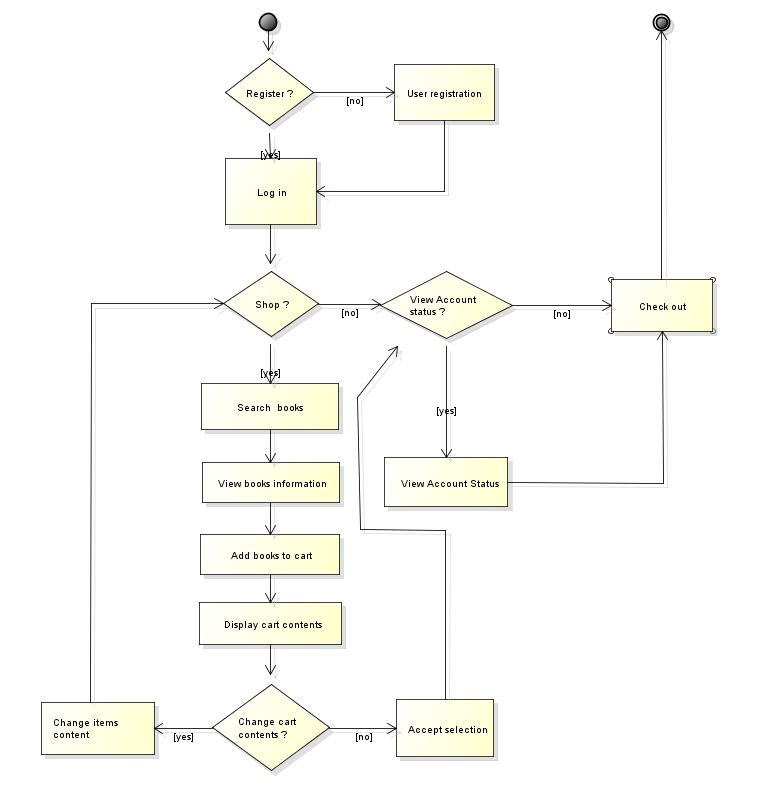 Register ?
[no]
User registration
[yes]
Log in
Shop ?
[no]
View Account
status ?
[no]
Check out
[yes]
Search books
[yes]
View books information
View Account Status
Add books to cart
Display cart contents
Change items
content
[yes]
Change cart
contents ?
[no]
Accept selection